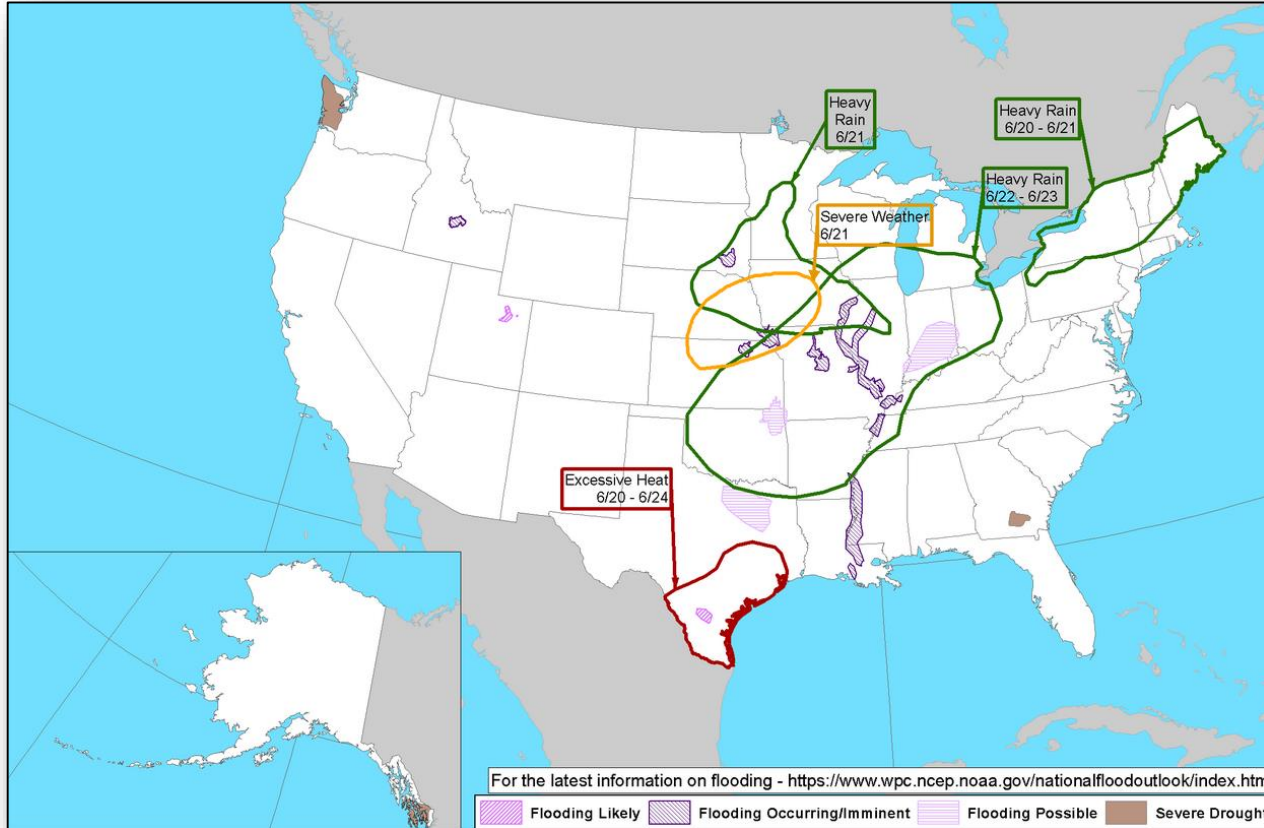 Heavy
Rain
6/21
Heavy Rain
6/20 - 6/21
Heavy Rain
6/22 - 6/23
Severe Weather
6/21
Excessive Heat
6/20 - 6/24
For the latest information on flooding - https://www.wpc.ncep.noaa.gov/nationalfloodoutlook/index.htm
Flooding Likely
Flooding Occurring/Imminent
Flooding Possible
Severe Drought